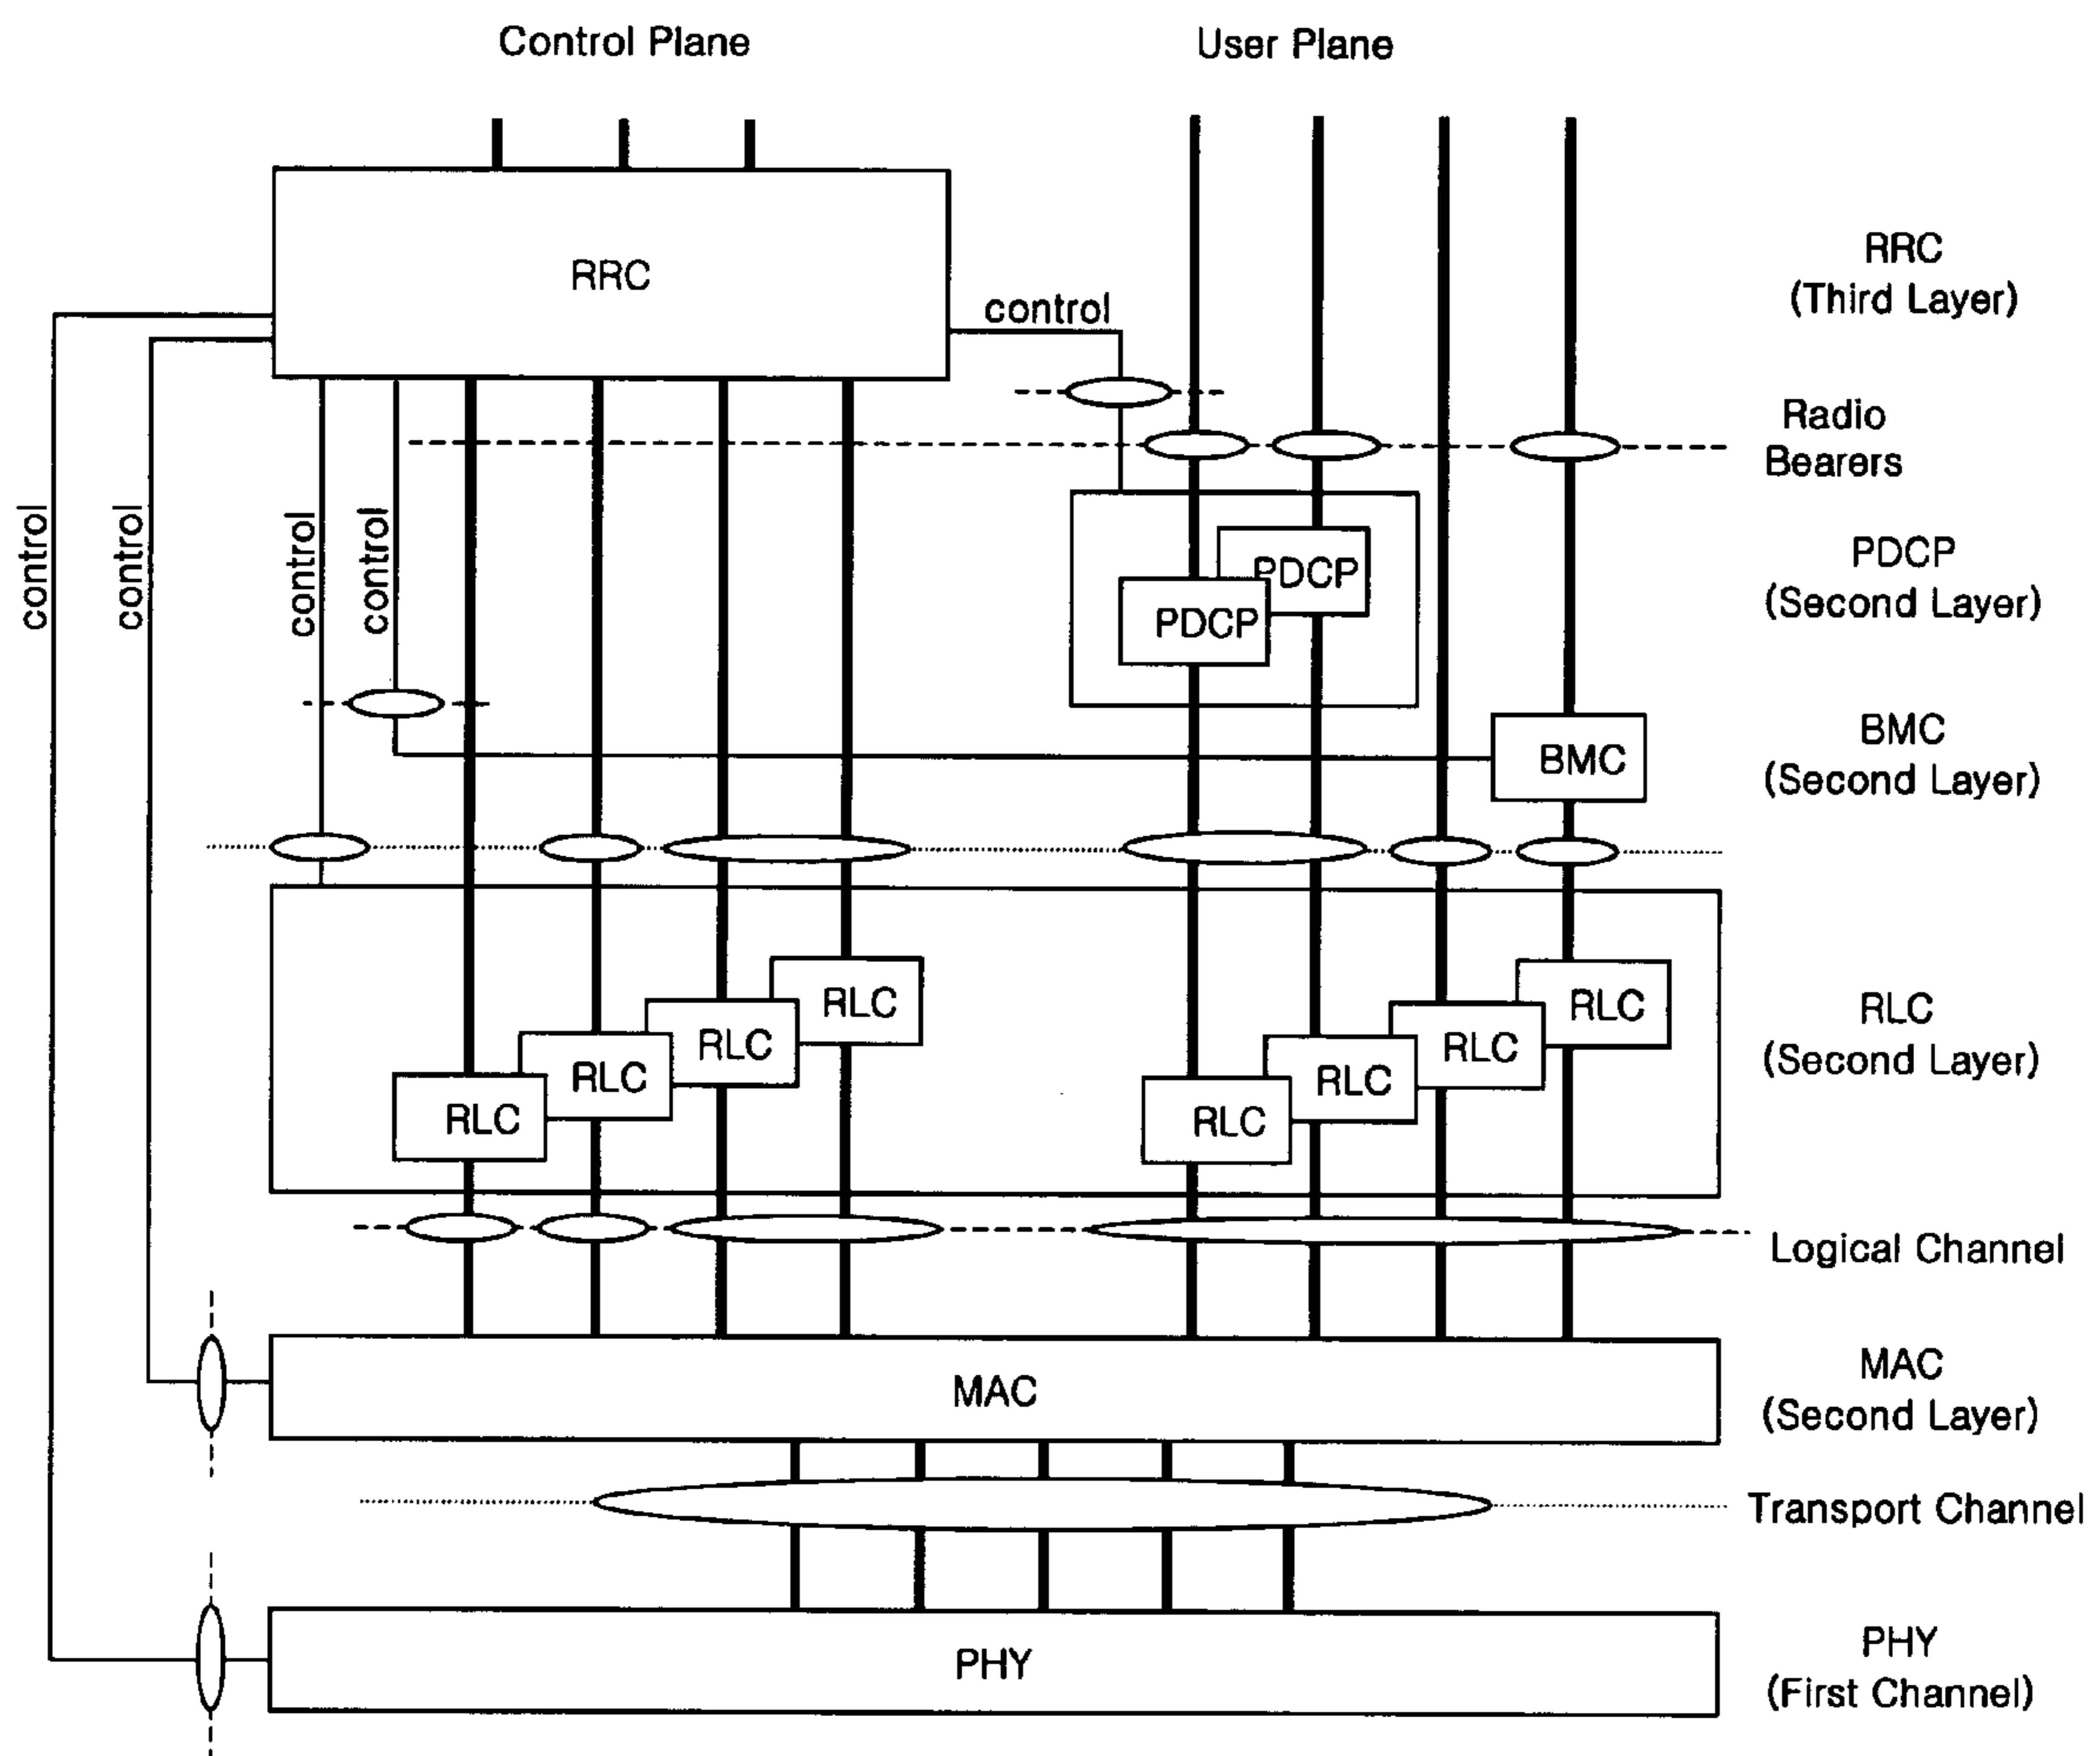 Control Plane
User Plane
RRC
control
RRC
(Third Layer)
Radio
Bearers
control
control
control
control
PDCP
PDCP
PDCP
(Second Layer)
BMC
BMC
(Second Layer)
RLC
RLC
RLC
RLC
RLC
RLC
RLC
RLC
RLC
(Second Layer)
Logical Channel
MAC
MAC
(Second Layer)
Transport Channel
PHY
PHY
(First Channel)